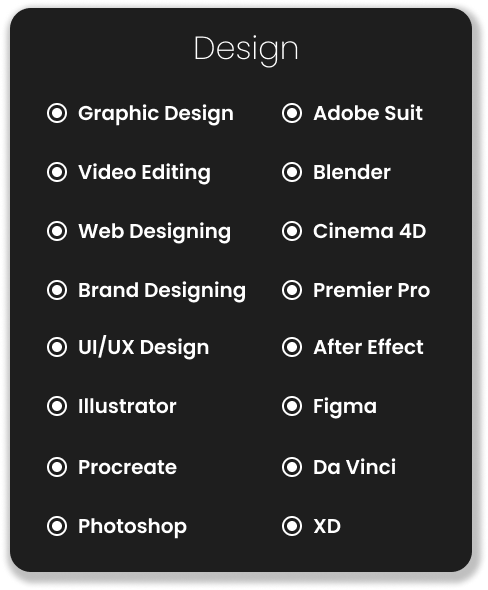 Design
Graphic Design
Adobe Suit
Video Editing
Blender
Web Designing
Cinema 4D
Brand Designing
Premier Pro
UI/UX Design
After Effect
Illustrator
Figma
Procreate
Da Vinci
Photoshop
XD